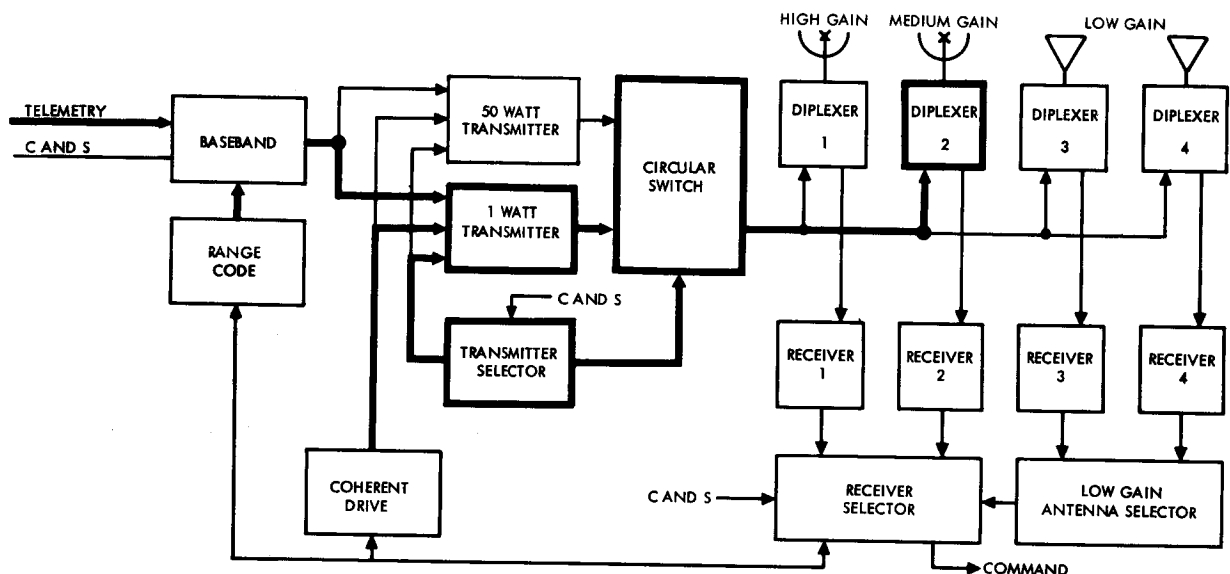 HIGH GAIN
MEDIUM GAIN
LOW GAIN
TELEMETRY
C AND S
BASEBAND
50 WATT
TRANSMITTER
CIRCULAR
SWITCH
DIPLEXER
1
DIPLEXER
2
DIPLEXER
3
DIPLEXER
4
1 WATT
TRANSMITTER
RANGE
CODE
C AND S
TRANSMITTER
SELECTOR
RECEIVER
1
RECEIVER
2
RECEIVER
3
RECEIVER
4
COHERENT
DRIVE
C AND S
RECEIVER
SELECTOR
LOW GAIN
ANTENNA SELECTOR
COMMAND